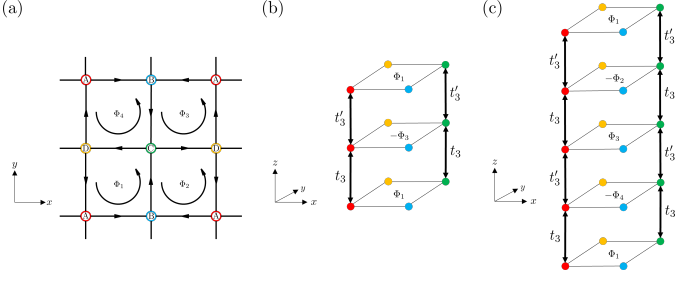 (a)
A B A
Φ₄ Φ₃
D C D
Φ₁ Φ₂
A B A
y
x
(b)
Φ₁
t′₃ t′₃
−Φ₃
t₃ t₃
Φ₁
z
y
x
(c)
Φ₁
t′₃ t′₃
−Φ₂
t₃ t₃
Φ₃
t′₃ t′₃
−Φ₄
t₃ t₃
Φ₁
z
y
x